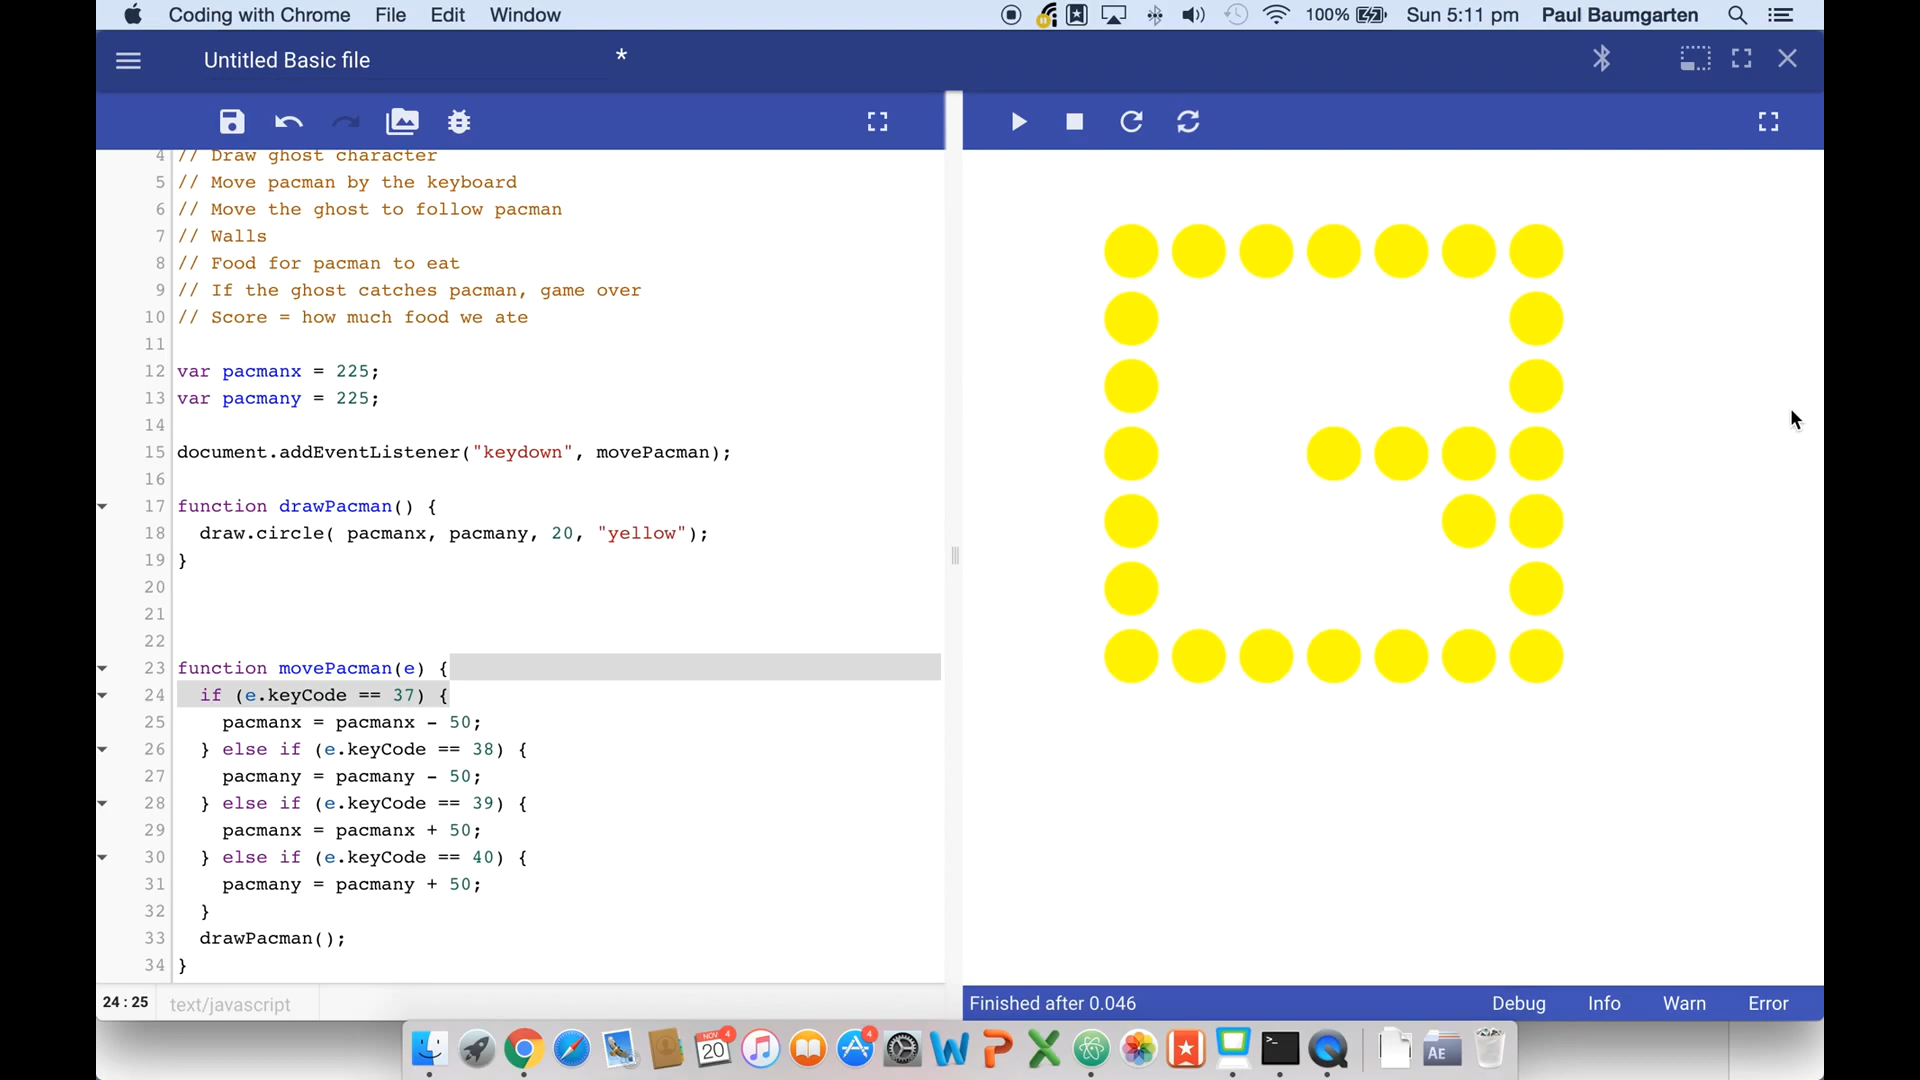 Coding with Chrome File Edit Window 100% Sun 5:11 pm Paul Baumgarten
Untitled Basic file *
4 // Draw ghost character
5 // Move pacman by the keyboard
6 // Move the ghost to follow pacman
7 // Walls
8 // Food for pacman to eat
9 // If the ghost catches pacman, game over
10 // Score = how much food we ate
11
12 var pacmanx = 225;
13 var pacmany = 225;
14
15 document.addEventListener("keydown", movePacman);
16
17 function drawPacman() {
18 draw.circle( pacmanx, pacmany, 20, "yellow");
19 }
20
21
22
23 function movePacman(e) {
24 if (e.keyCode == 37) {
25 pacmanx = pacmanx - 50;
26 } else if (e.keyCode == 38) {
27 pacmany = pacmany - 50;
28 } else if (e.keyCode == 39) {
29 pacmanx = pacmanx + 50;
30 } else if (e.keyCode == 40) {
31 pacmany = pacmany + 50;
32 }
33 drawPacman();
34 }
24 : 25 text/javascript
Finished after 0.046 Debug Info Warn Error
NOV 20 4 4 W P X >_ AE